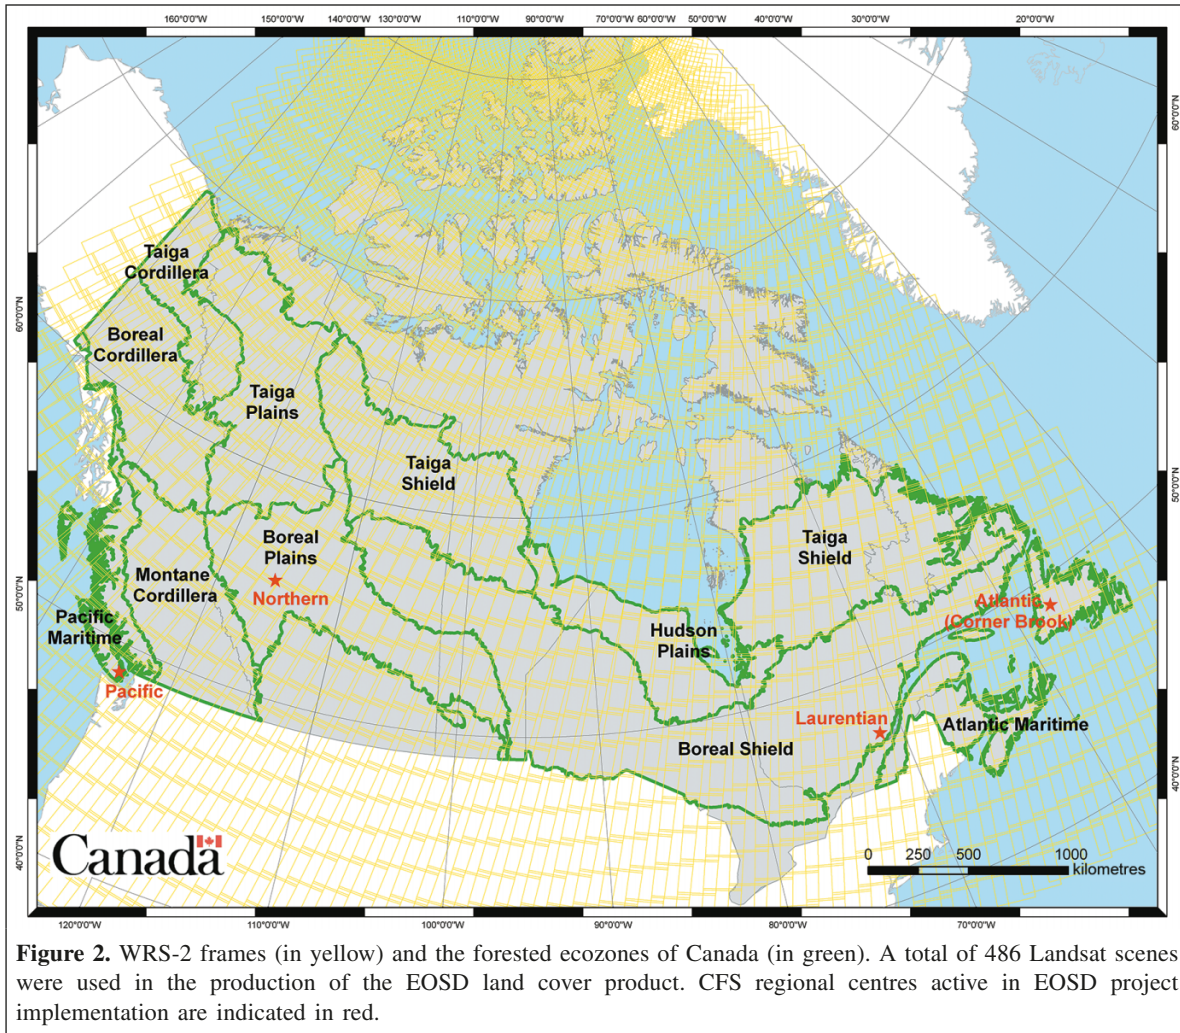 160°0'0"W 150°0'0"W 140°0'0"W 130°0'0"W 110°0'0"W 90°0'0"W 70°0'0"W 60°0'0"W 50°0'0"W 40°0'0"W 30°0'0"W 20°0'0"W
60°0'0"N
60°0'0"N
50°0'0"N
50°0'0"N
40°0'0"N
40°0'0"N
Taiga
Cordillera
Boreal
Cordillera
Taiga
Plains
Taiga
Shield
Boreal
Plains
Northern
Montane
Cordillera
Pacific
Maritime
Pacific
Taiga
Shield
Hudson
Plains
Atlantic
(Corner Brook)
Laurentian
Boreal Shield
Atlantic Maritime
Canada
0 250 500 1000
kilometres
120°0'0"W 110°0'0"W 100°0'0"W 90°0'0"W 80°0'0"W 70°0'0"W
Figure 2. WRS-2 frames (in yellow) and the forested ecozones of Canada (in green). A total of 486 Landsat scenes
were used in the production of the EOSD land cover product. CFS regional centres active in EOSD project
implementation are indicated in red.